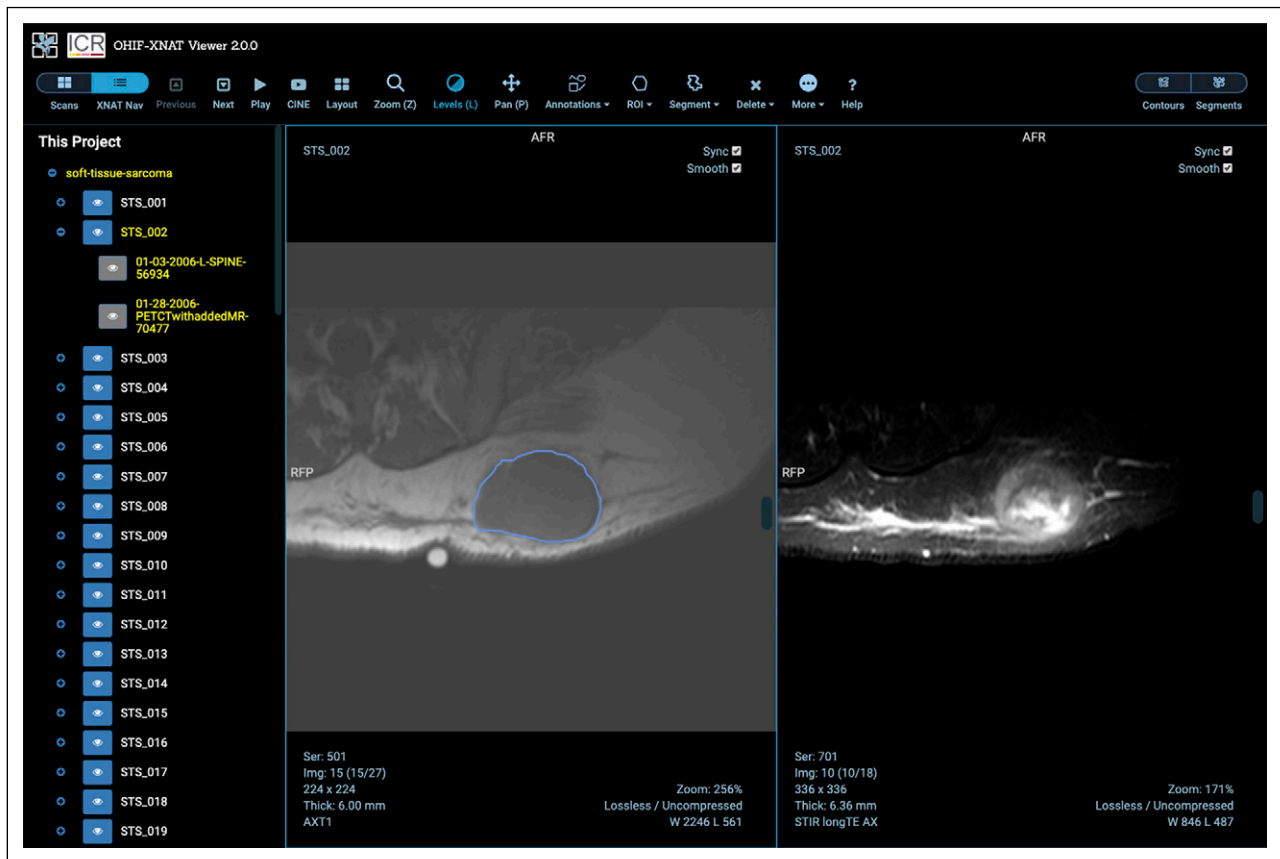 ICR OHIF-XNAT Viewer 2.0.0
Scans XNAT Nav Previous Next Play CINE Layout Zoom (Z) Levels (L) Pan (P) Annotations ROI Segment Delete More ? Help Contours Segments
This Project
soft-tissue-sarcoma
STS_001
STS_002
01-03-2006-L-SPINE-
56934
01-28-2006-
PETCTwithaddedMR-
70477
STS_003
STS_004
STS_005
STS_006
STS_007
STS_008
STS_009
STS_010
STS_011
STS_012
STS_013
STS_014
STS_015
STS_016
STS_017
STS_018
STS_019
AFR
STS_002
Sync
Smooth
RFP
Ser: 501
Img: 15 (15/27)
224 x 224
Thick: 6.00 mm
AXT1
Zoom: 256%
Lossless / Uncompressed
W 2246 L 561
AFR
STS_002
Sync
Smooth
RFP
Ser: 701
Img: 10 (10/18)
336 x 336
Thick: 6.36 mm
STIR longTE AX
Zoom: 171%
Lossless / Uncompressed
W 846 L 487